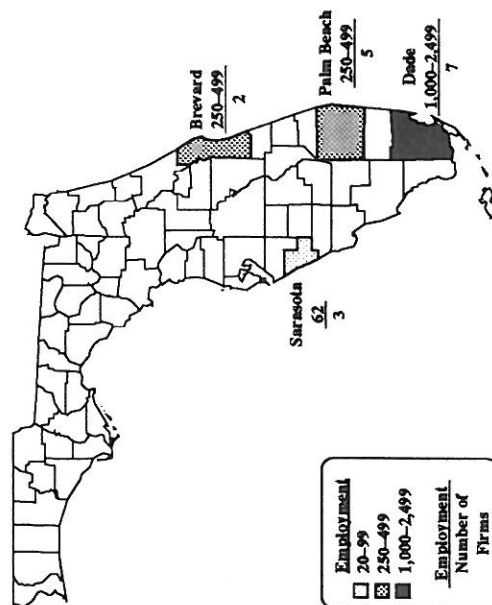 Brevard
250–499
2
Palm Beach
250–499
5
Dade
1,000–2,499
7
Sarasota
62
3
Employment
20–99
250–499
1,000–2,499
Employment
Number of
Firms